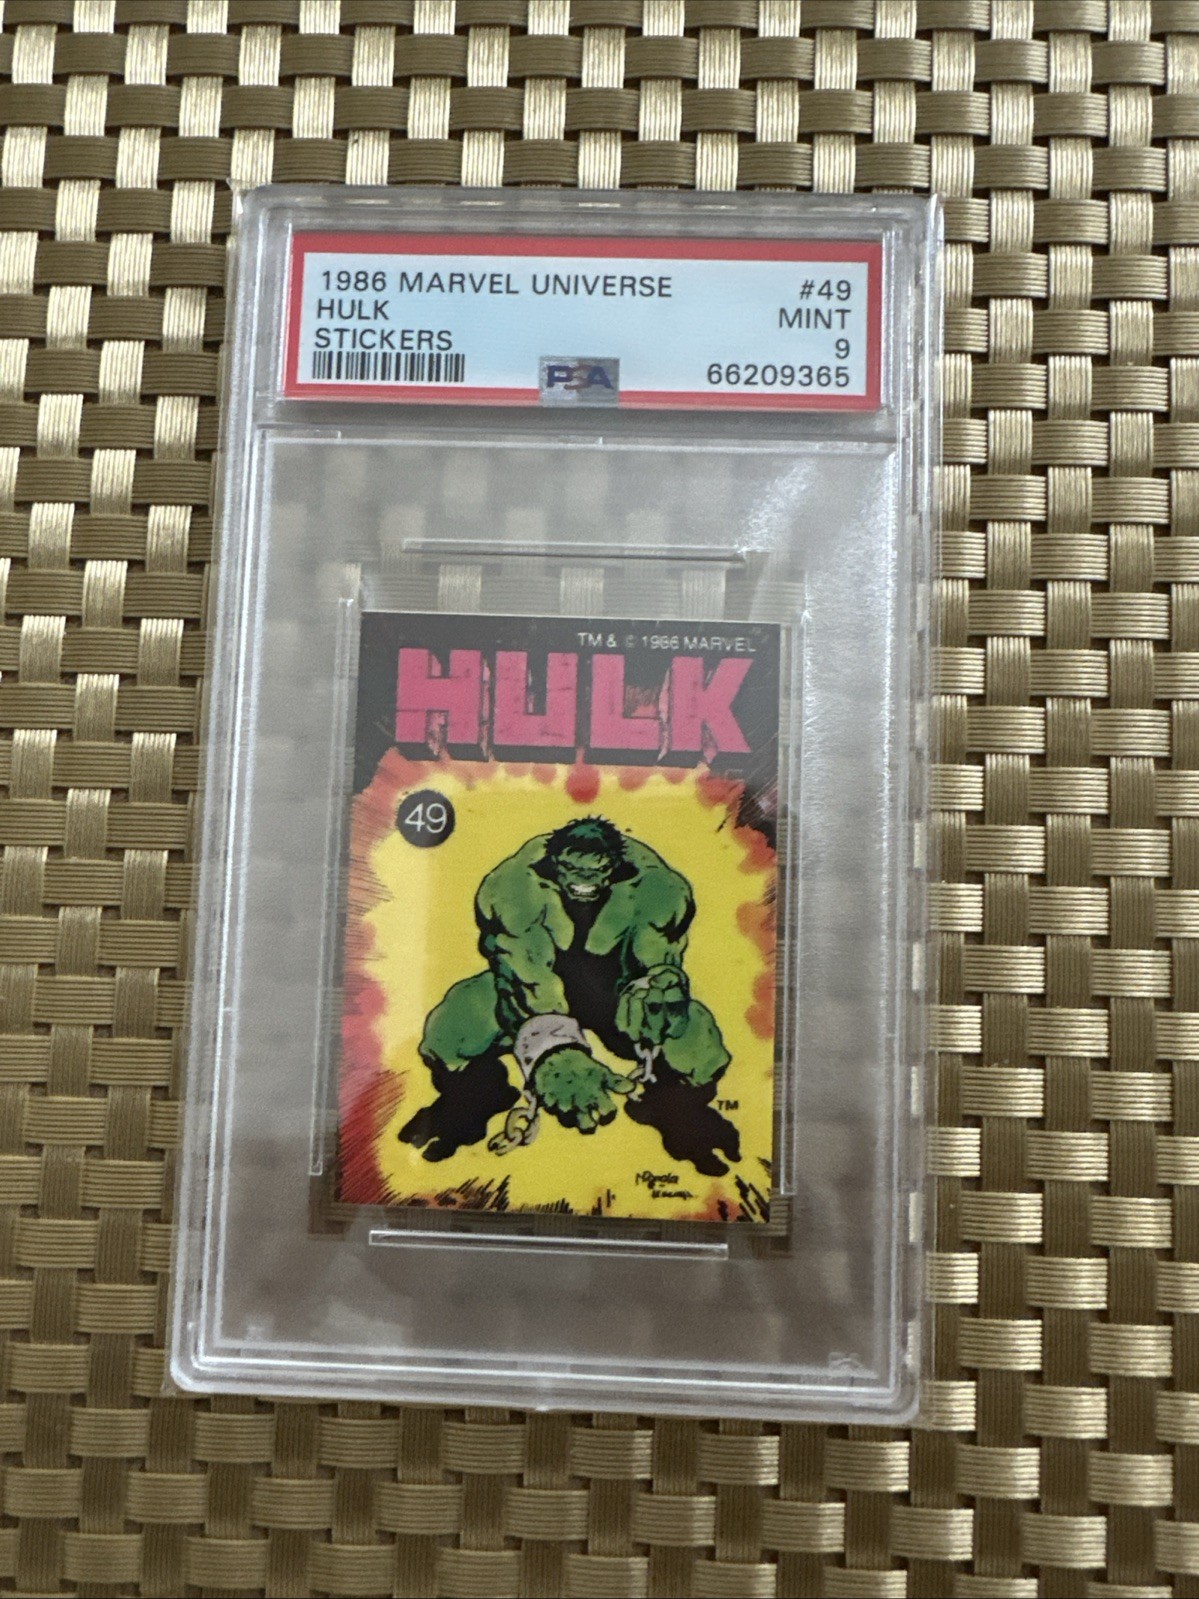 1986 MARVEL UNIVERSE #49
HULK MINT
STICKERS 9
PSA 66209365
TM & © 1986 MARVEL
HULK
49
TM